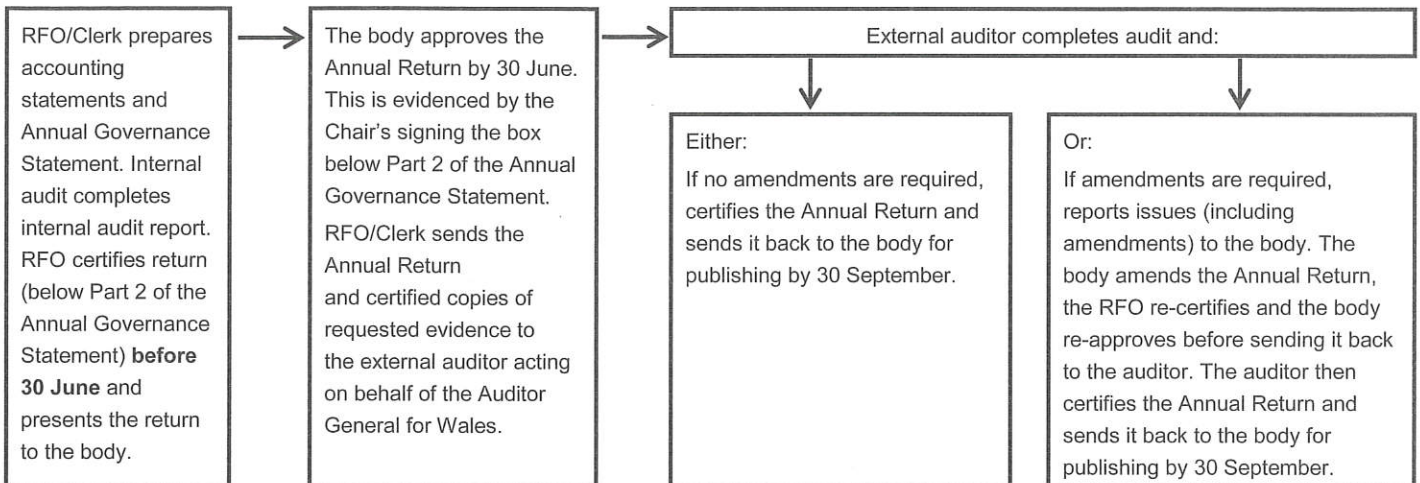 RFO/Clerk prepares
accounting
statements and
Annual Governance
Statement. Internal
audit completes
internal audit report.
RFO certifies return
(below Part 2 of the
Annual Governance
Statement) before
30 June and
presents the return
to the body.
The body approves the
Annual Return by 30 June.
This is evidenced by the
Chair's signing the box
below Part 2 of the Annual
Governance Statement.
RFO/Clerk sends the
Annual Return
and certified copies of
requested evidence to
the external auditor acting
on behalf of the Auditor
General for Wales.
External auditor completes audit and:
Either:
If no amendments are required,
certifies the Annual Return and
sends it back to the body for
publishing by 30 September.
Or:
If amendments are required,
reports issues (including
amendments) to the body. The
body amends the Annual Return,
the RFO re-certifies and the body
re-approves before sending it back
to the auditor. The auditor then
certifies the Annual Return and
sends it back to the body for
publishing by 30 September.